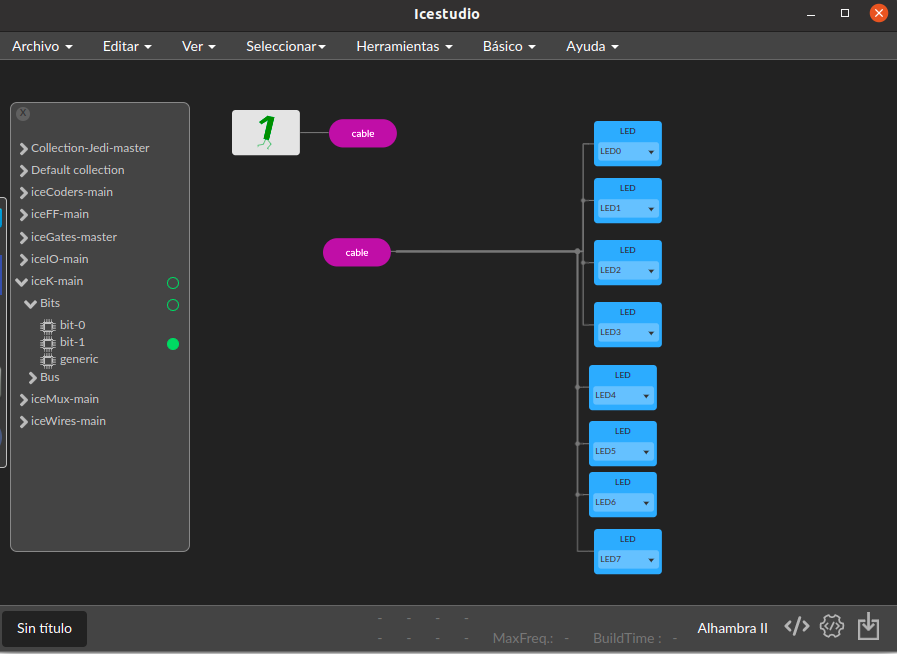 Icestudio
Archivo Editar Ver Seleccionar Herramientas Básico Ayuda
X
Collection-Jedi-master
Default collection
iceCoders-main
iceFF-main
iceGates-master
iceIO-main
iceK-main
Bits
bit-0
bit-1
generic
Bus
iceMux-main
iceWires-main
1
cable
cable
LED
LED0
LED
LED1
LED
LED2
LED
LED3
LED
LED4
LED
LED5
LED
LED6
LED
LED7
Sin título
- - - -
- - - -
MaxFreq.: - BuildTime : -
Alhambra II